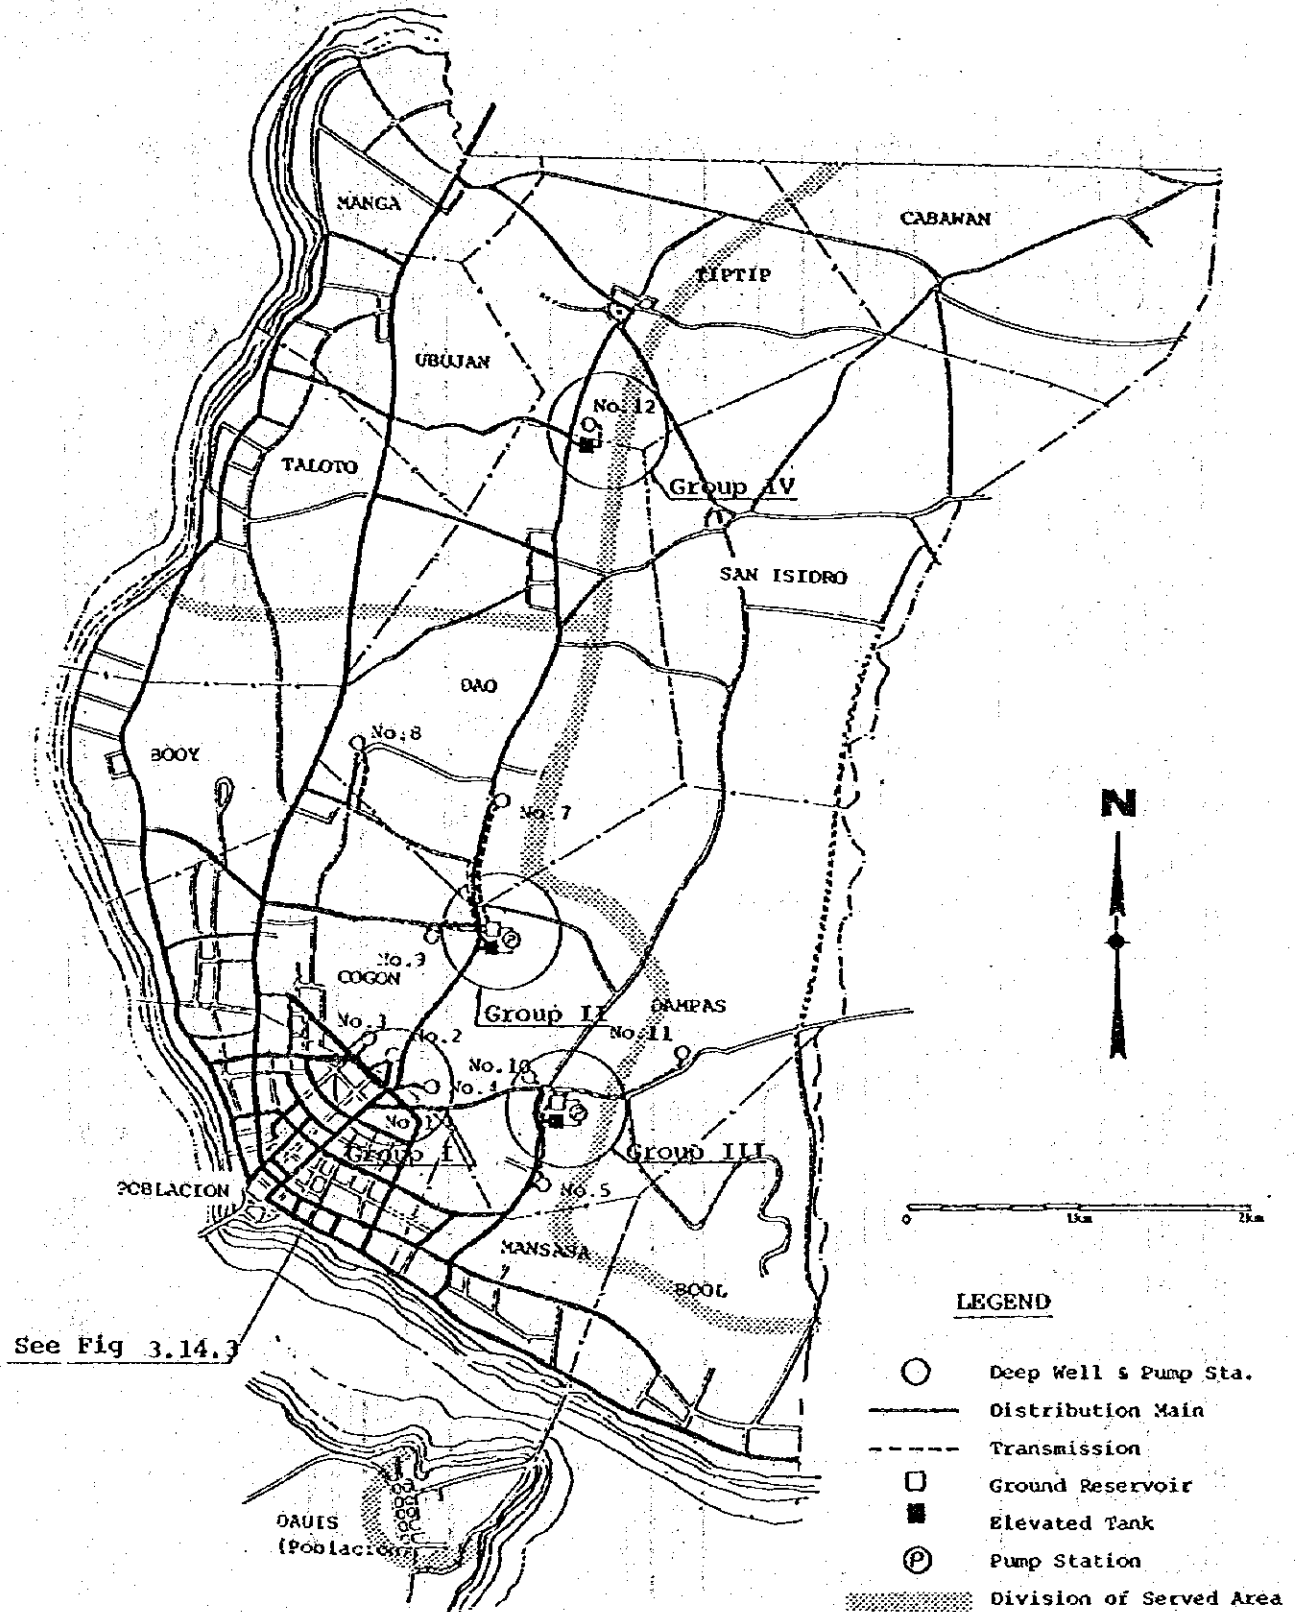 MANGA
CABAWAN
TIPTIP
UBUJAN
No.12
TALOTO
Group IV
SAN ISIDRO
DAO
No.8
BOOY
No.7
N
No.9
COGON
Group II
DAMPAS
No.3
No.2
No.11
No.10
No.4
No.1
Group I
Group III
POBLACION
No.5
0 1km 2km
MANSASA
BOOL
LEGEND
See Fig 3.14.3
Deep Well & Pump Sta.
Distribution Main
Transmission
Ground Reservoir
Elevated Tank
DAUIS
(Poblacion)
P Pump Station
Division of Served Area